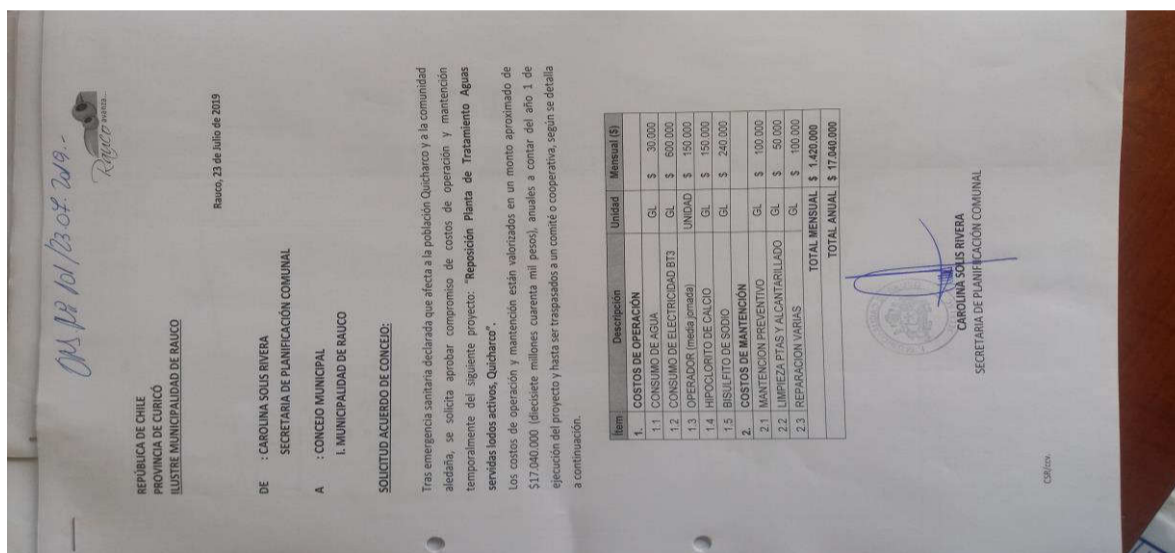 101/23.07.2019.-
Rauco avanza...
REPÚBLICA DE CHILE
PROVINCIA DE CURICÓ
ILUSTRE MUNICIPALIDAD DE RAUCO
Rauco, 23 de Julio de 2019
DE : CAROLINA SOLIS RIVERA
SECRETARIA DE PLANIFICACIÓN COMUNAL
A : CONCEJO MUNICIPAL
I. MUNICIPALIDAD DE RAUCO
SOLICITUD ACUERDO DE CONCEJO:
Tras emergencia sanitaria declarada que afecta a la población Quicharco y a la comunidad
aledaña, se solicita aprobar compromiso de costos de operación y mantención
temporalmente del siguiente proyecto: "Reposición Planta de Tratamiento Aguas
servidas lodos activos, Quicharco".
Los costos de operación y mantención están valorizados en un monto aproximado de
$17.040.000 (diecisiete millones cuarenta mil pesos), anuales a contar del año 1 de
ejecución del proyecto y hasta ser traspasados a un comité o cooperativa, según se detalla
a continuación.
Item Descripción Unidad Mensual ($)
1. COSTOS DE OPERACIÓN
1.1 CONSUMO DE AGUA GL $ 30.000
1.2 CONSUMO DE ELECTRICIDAD BT3 GL $ 600.000
1.3 OPERADOR (media jornada) UNIDAD $ 150.000
1.4 HIPOCLORITO DE CALCIO GL $ 150.000
1.5 BISULFITO DE SODIO GL $ 240.000
2. COSTOS DE MANTENCIÓN
2.1 MANTENCION PREVENTIVO GL $ 100.000
2.2 LIMPIEZA PTAS Y ALCANTARILLADO GL $ 50.000
2.3 REPARACION VARIAS GL $ 100.000
TOTAL MENSUAL $ 1.420.000
TOTAL ANUAL $ 17.040.000
CAROLINA SOLIS RIVERA
SECRETARIA DE PLANIFICACIÓN COMUNAL
CSR/ccv.